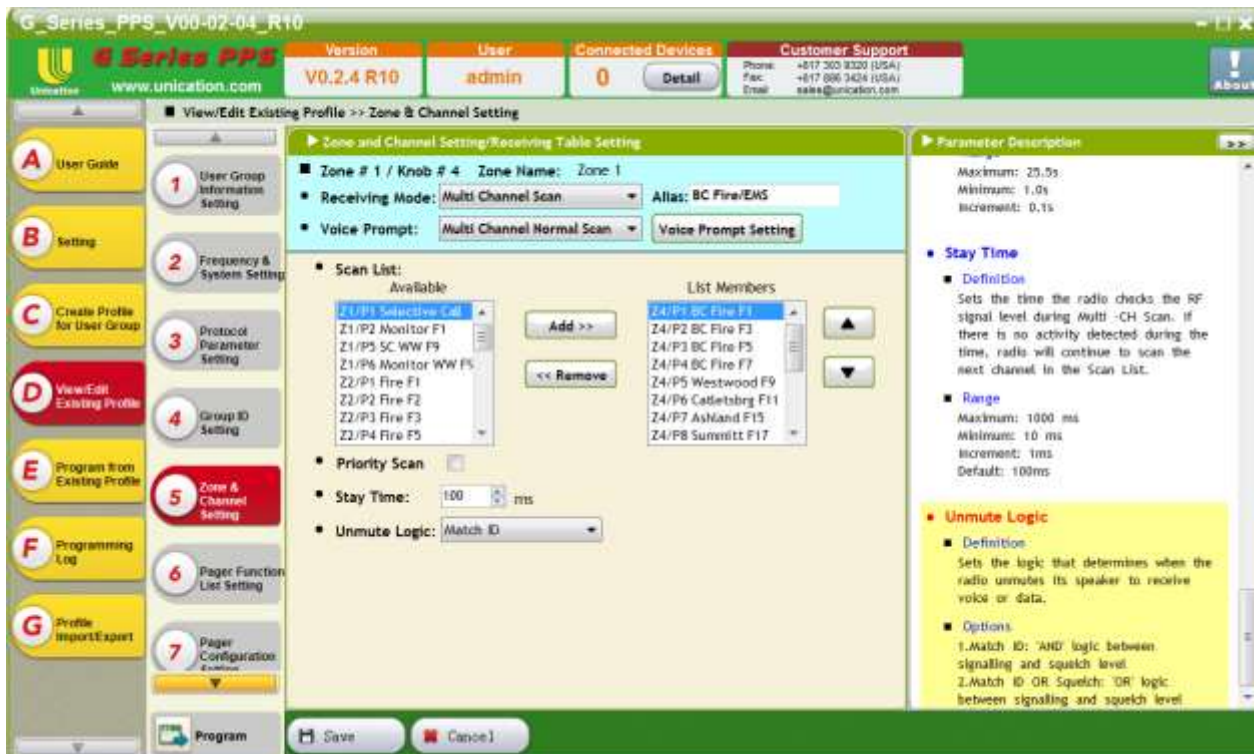 G_Series_PPS_V00-02-04_R10
Unication
G Series PPS
www.unication.com
Version
V0.2.4 R10
User
admin
Connected Devices
0
Detail
Customer Support
Phone: +817 303 9320 (USA)
Fax: +817 886 3424 (USA)
Email sales@unication.com
About
View/Edit Existing Profile >> Zone & Channel Setting
A User Guide
B Setting
C Create Profile for User Group
D View/Edit Existing Profile
E Program from Existing Profile
F Programming Log
G Profile Import/Export
1 User Group Information Setting
2 Frequency & System Setting
3 Protocol Parameter Setting
4 Group ID Setting
5 Zone & Channel Setting
6 Pager Function List Setting
7 Pager Configuration
Program
Zone and Channel Setting/Receiving Table Setting
Zone # 1 / Knob # 4 Zone Name: Zone 1
Receiving Mode: Multi Channel Scan Alias: BC Fire/EMS
Voice Prompt: Multi Channel Normal Scan Voice Prompt Setting
Scan List:
Available
Z1/P1 Selective Call
Z1/P2 Monitor F1
Z1/P5 SC WW F9
Z1/P6 Monitor WW F5
Z2/P1 Fire F1
Z2/P2 Fire F2
Z2/P3 Fire F3
Z2/P4 Fire F5
Add >>
<< Remove
List Members
Z4/P1 BC Fire F1
Z4/P2 BC Fire F3
Z4/P3 BC Fire F5
Z4/P4 BC Fire F7
Z4/P5 Westwood F9
Z4/P6 Catletsbrg F11
Z4/P7 Ashland F15
Z4/P8 Summitt F17
Priority Scan
Stay Time: 100 ms
Unmute Logic: Match ID
Save
Cancel
Parameter Description >>
Maximum: 25.5s
Minimum: 1.0s
Increment: 0.1s
Stay Time
Definition
Sets the time the radio checks the RF
signal level during Multi -CH Scan. If
there is no activity detected during the
time, radio will continue to scan the
next channel in the Scan List.
Range
Maximum: 1000 ms
Minimum: 10 ms
Increment: 1ms
Default: 100ms
Unmute Logic
Definition
Sets the logic that determines when the
radio unmutes its speaker to receive
voice or data.
Options
1.Match ID: 'AND' logic between
signalling and squelch level
2.Match ID OR Squelch: 'OR' logic
between signalling and squelch level